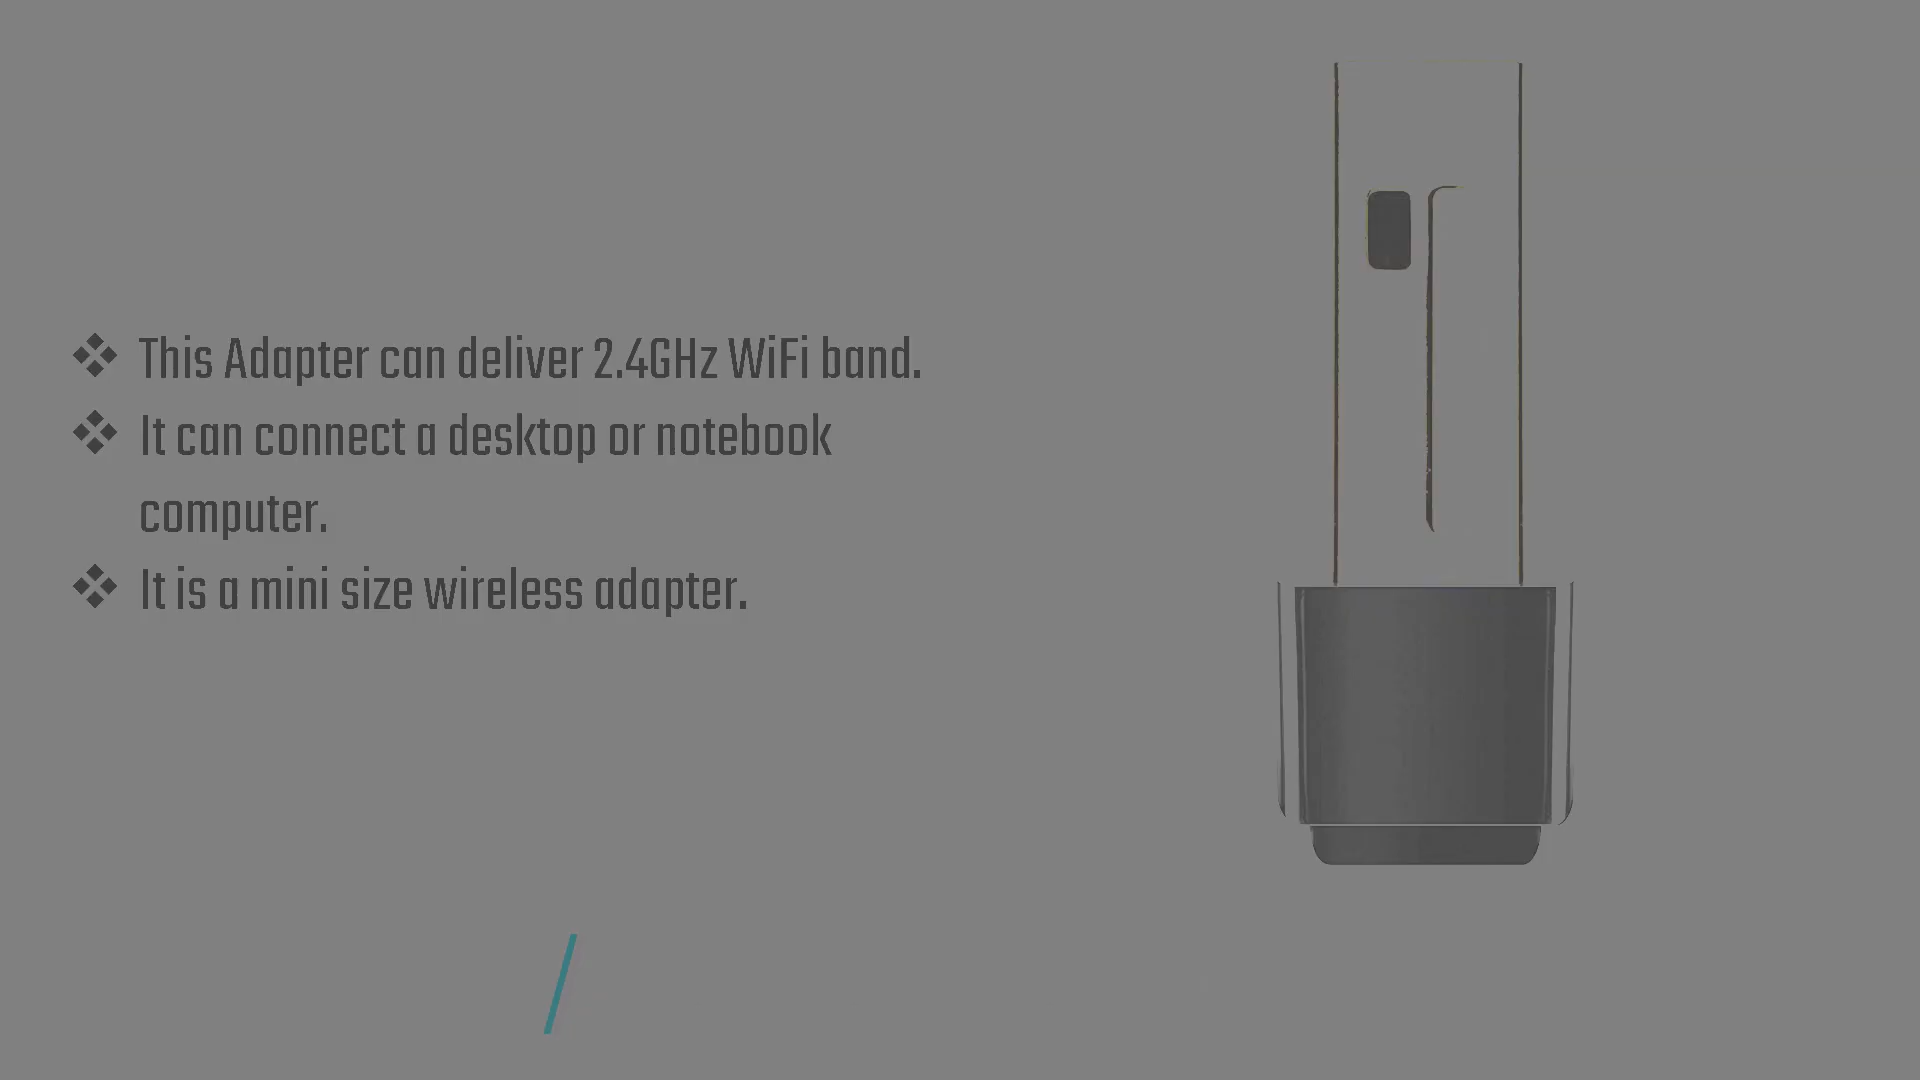 This Adapter can deliver 2.4GHz WiFi band.
It can connect a desktop or notebook
computer.
It is a mini size wireless adapter.